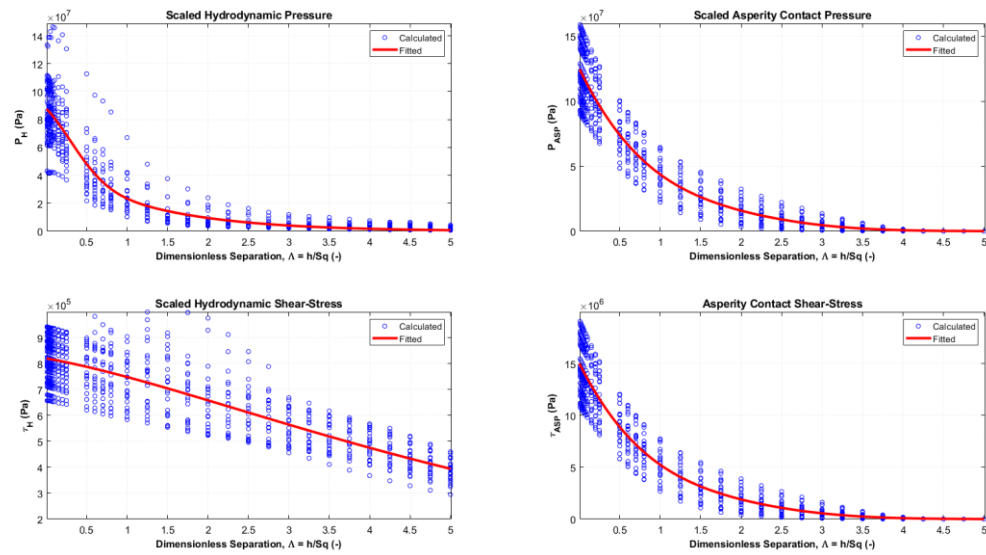 Scaled Hydrodynamic Pressure
×10⁷
Calculated
Fitted
14
12
10
8
6
4
2
0
P_H (Pa)
0.5 1 1.5 2 2.5 3 3.5 4 4.5 5
Dimensionless Separation, Λ = h/Sq (-)
Scaled Asperity Contact Pressure
×10⁷
Calculated
Fitted
15
10
5
0
P_ASP (Pa)
0.5 1 1.5 2 2.5 3 3.5 4 4.5 5
Dimensionless Separation, Λ = h/Sq (-)
Scaled Hydrodynamic Shear-Stress
×10⁵
Calculated
Fitted
9
8
7
6
5
4
3
2
τ_H (Pa)
0.5 1 1.5 2 2.5 3 3.5 4 4.5 5
Dimensionless Separation, Λ = h/Sq (-)
Asperity Contact Shear-Stress
×10⁶
Calculated
Fitted
15
10
5
0
τ_ASP (Pa)
0.5 1 1.5 2 2.5 3 3.5 4 4.5 5
Dimensionless Separation, Λ = h/Sq (-)